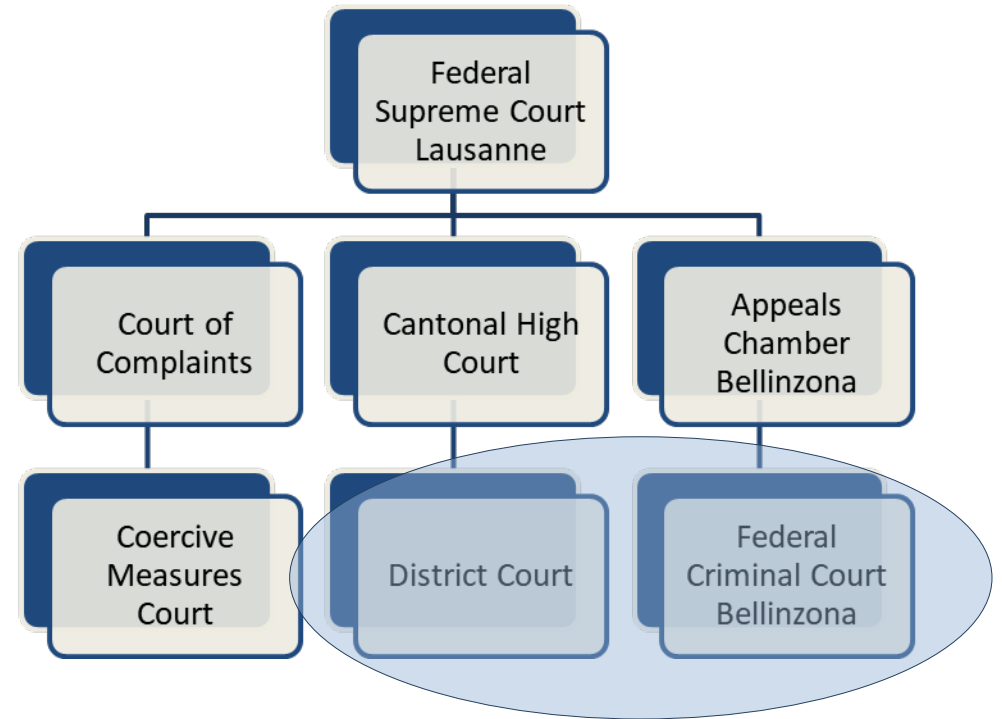 Federal
Supreme Court
Lausanne
Court of
Complaints
Cantonal High
Court
Appeals
Chamber
Bellinzona
Coercive
Measures
Court
District Court
Federal
Criminal Court
Bellinzona